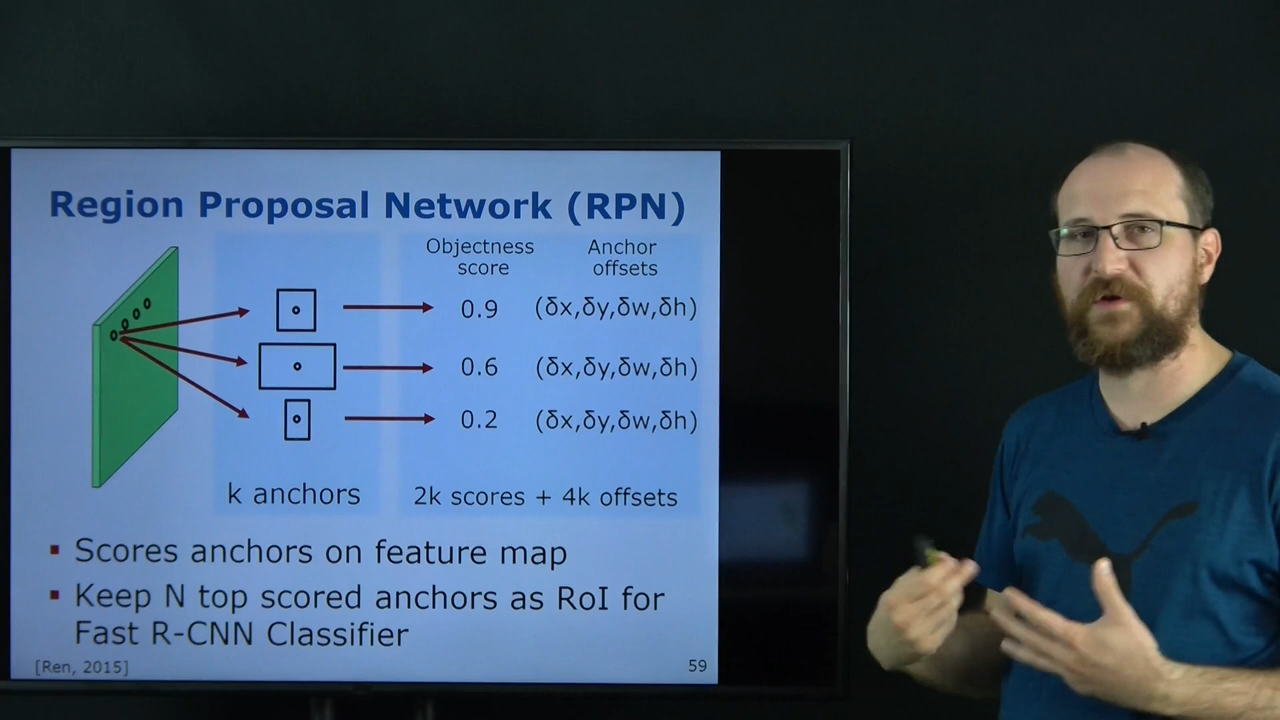 Region Proposal Network (RPN)
Objectness
score
Anchor
offsets
0.9 (δx,δy,δw,δh)
0.6 (δx,δy,δw,δh)
0.2 (δx,δy,δw,δh)
k anchors
2k scores + 4k offsets
▪ Scores anchors on feature map
▪ Keep N top scored anchors as RoI for
Fast R-CNN Classifier
[Ren, 2015]
59